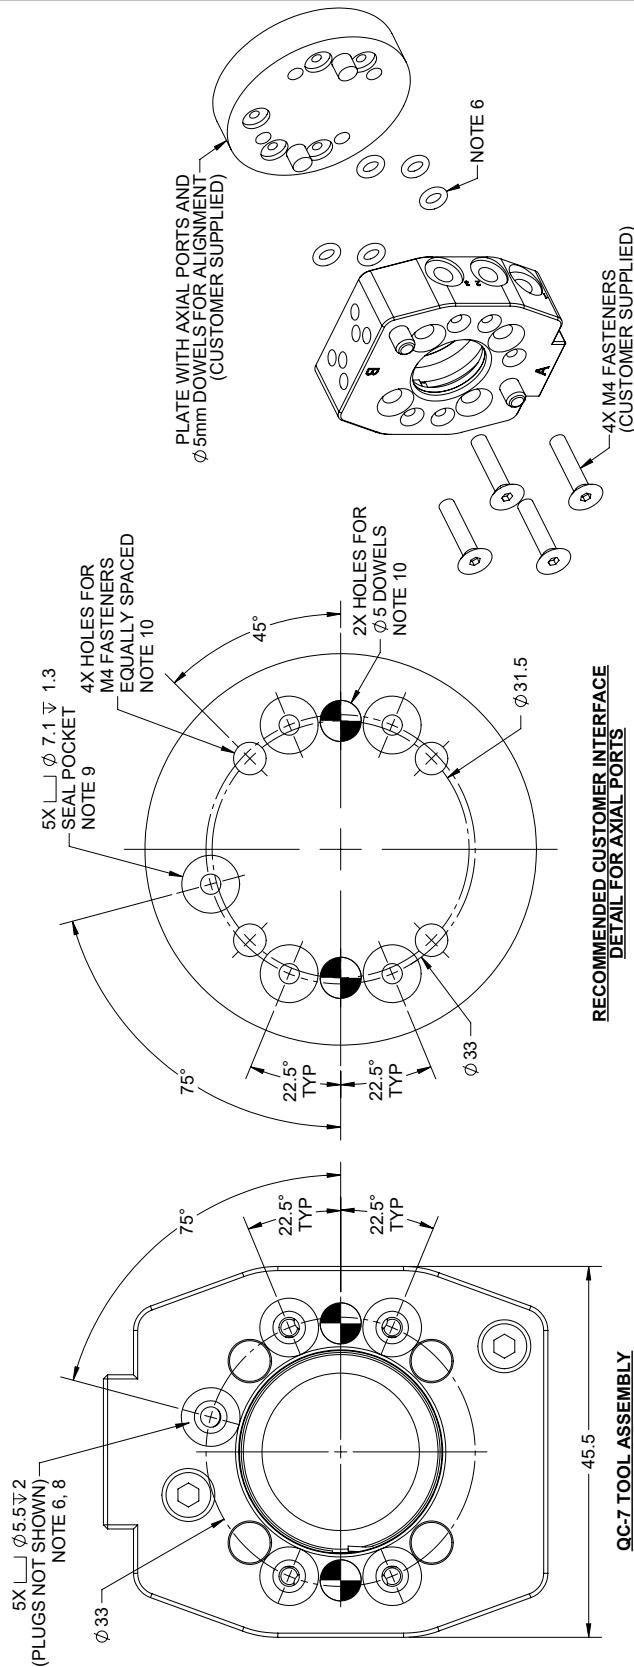 5X ⌴ Ø5.5↧2
(PLUGS NOT SHOWN)
NOTE 6, 8
Ø33
75°
22.5°
TYP
22.5°
TYP
45.5
QC-7 TOOL ASSEMBLY
5X ⌴ Ø 7.1 ↧ 1.3
SEAL POCKET
NOTE 9
4X HOLES FOR
M4 FASTENERS
EQUALLY SPACED
NOTE 10
45°
75°
22.5°
TYP
22.5°
TYP
2X HOLES FOR
Ø 5 DOWELS
NOTE 10
Ø33
Ø31.5
RECOMMENDED CUSTOMER INTERFACE
DETAIL FOR AXIAL PORTS
PLATE WITH AXIAL PORTS AND
Ø 5mm DOWELS FOR ALIGNMENT
(CUSTOMER SUPPLIED)
NOTE 6
B
A
4X M4 FASTENERS
(CUSTOMER SUPPLIED)